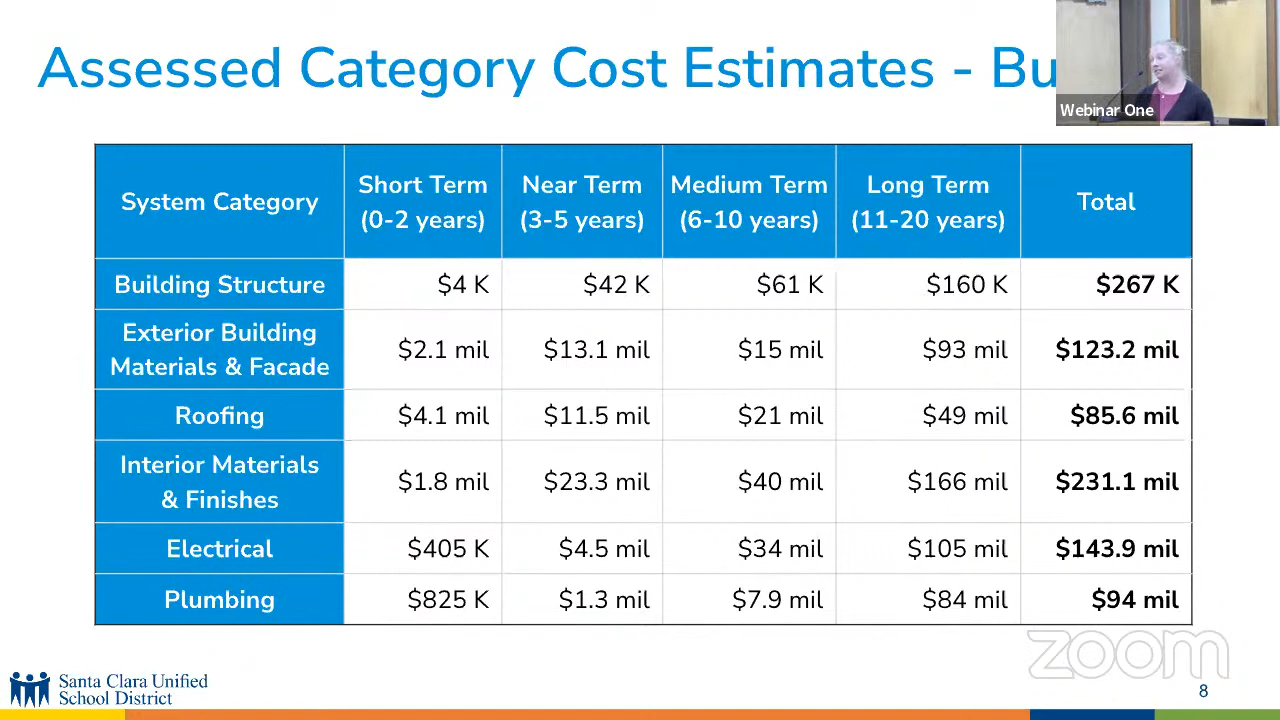 Assessed Category Cost Estimates - Bu
Webinar One
System Category
Short Term
(0-2 years)
Near Term
(3-5 years)
Medium Term
(6-10 years)
Long Term
(11-20 years)
Total
Building Structure
$4 K
$42 K
$61 K
$160 K
$267 K
Exterior Building
Materials & Facade
$2.1 mil
$13.1 mil
$15 mil
$93 mil
$123.2 mil
Roofing
$4.1 mil
$11.5 mil
$21 mil
$49 mil
$85.6 mil
Interior Materials
& Finishes
$1.8 mil
$23.3 mil
$40 mil
$166 mil
$231.1 mil
Electrical
$405 K
$4.5 mil
$34 mil
$105 mil
$143.9 mil
Plumbing
$825 K
$1.3 mil
$7.9 mil
$84 mil
$94 mil
zoom
Santa Clara Unified
School District
8